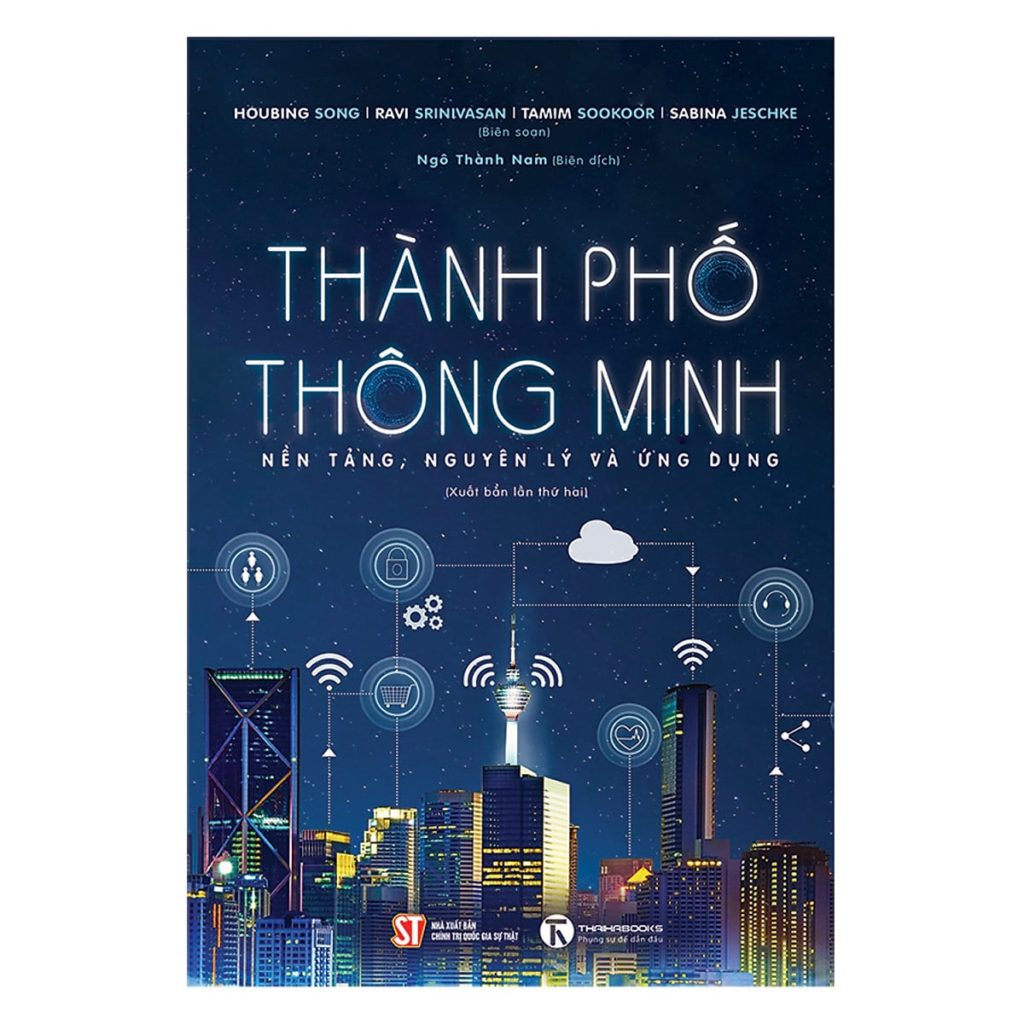 HOUBING SONG | RAVI SRINIVASAN | TAMIM SOOKOOR | SABINA JESCHKE
(Biên soạn)
Ngô Thành Nam (Biên dịch)
THÀNH PHỐ
THÔNG MINH
NỀN TẢNG, NGUYÊN LÝ VÀ ỨNG DỤNG
(Xuất bản lần thứ hai)
ST
NHÀ XUẤT BẢN
CHÍNH TRỊ QUỐC GIA SỰ THẬT
THAIHABOOKS
Phụng sự để dẫn đầu